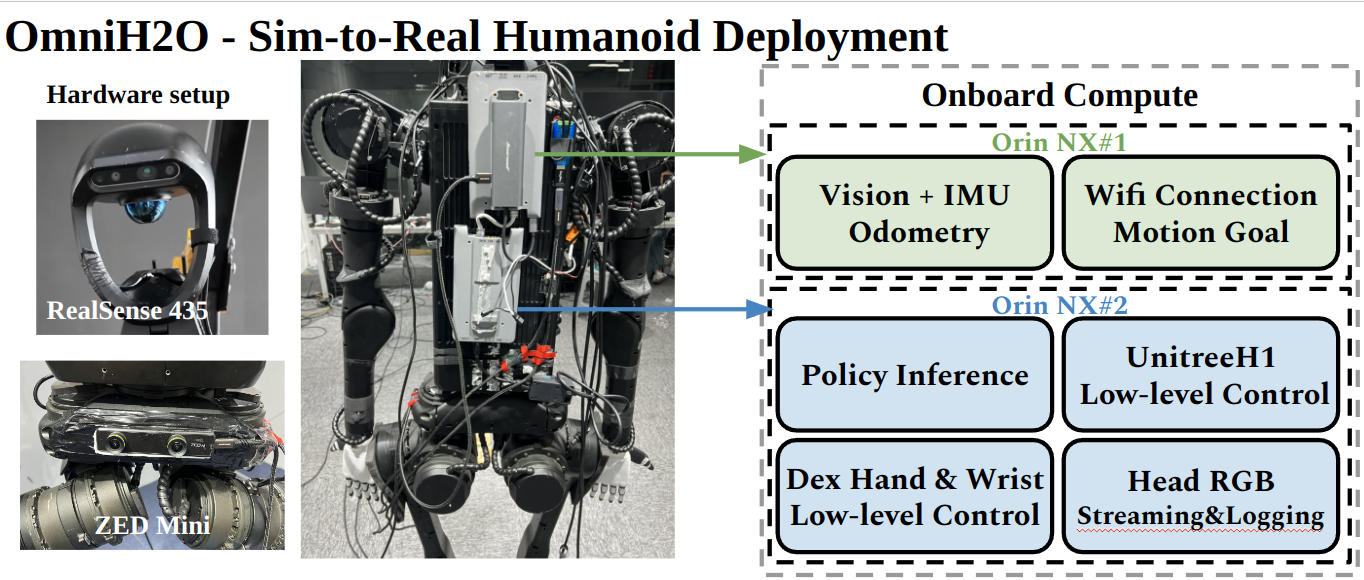 OmniH2O - Sim-to-Real Humanoid Deployment
Hardware setup
RealSense 435
ZED Mini
Onboard Compute
Orin NX#1
Vision + IMU
Odometry
Wifi Connection
Motion Goal
Orin NX#2
Policy Inference
UnitreeH1
Low-level Control
Dex Hand & Wrist
Low-level Control
Head RGB
Streaming&Logging